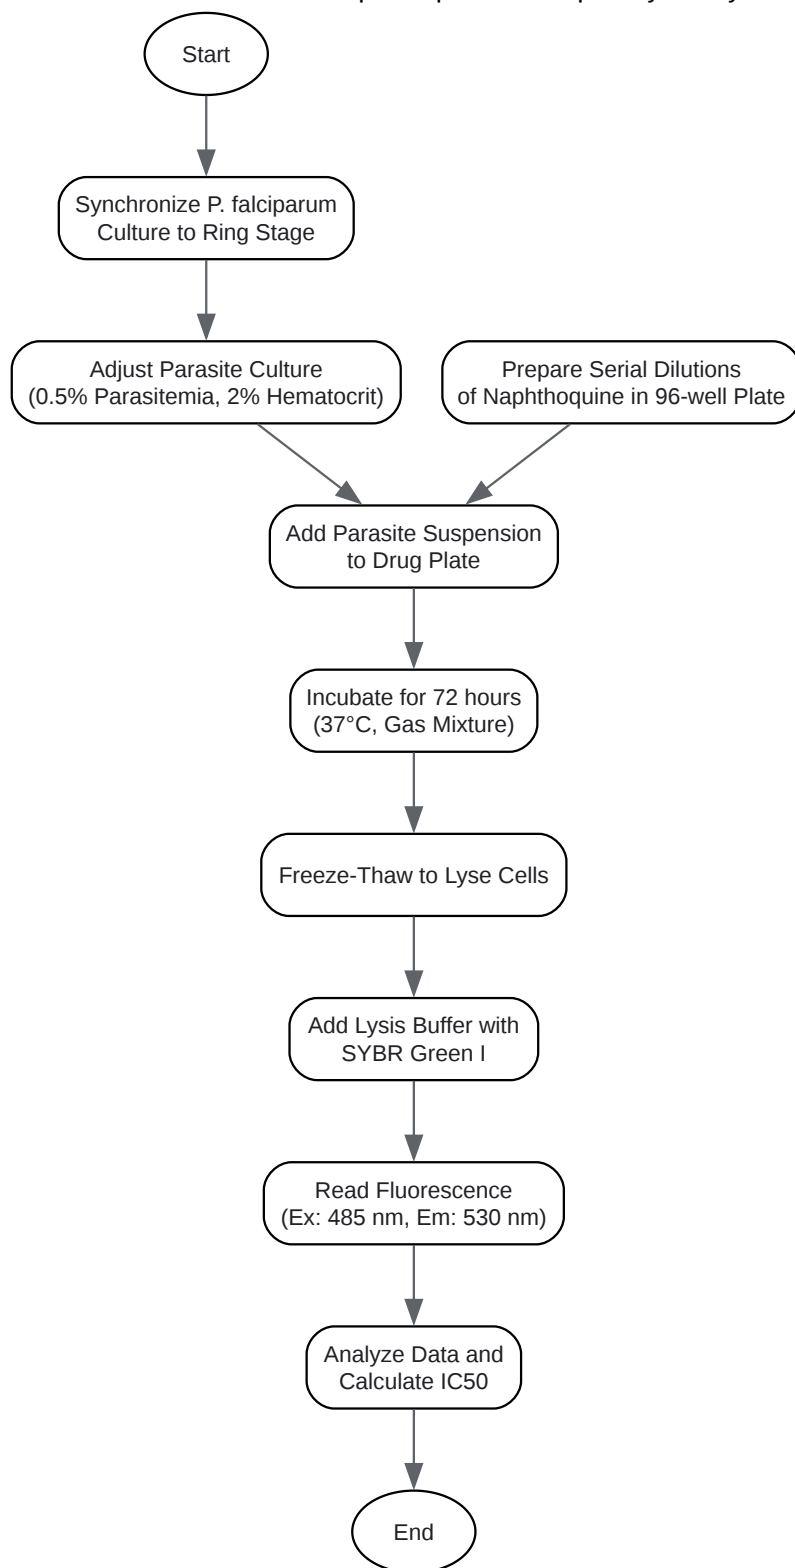 Start
Synchronize P. falciparum
Culture to Ring Stage
Adjust Parasite Culture
(0.5% Parasitemia, 2% Hematocrit)
Prepare Serial Dilutions
of Naphthoquine in 96-well Plate
Add Parasite Suspension
to Drug Plate
Incubate for 72 hours
(37°C, Gas Mixture)
Freeze-Thaw to Lyse Cells
Add Lysis Buffer with
SYBR Green I
Read Fluorescence
(Ex: 485 nm, Em: 530 nm)
Analyze Data and
Calculate IC50
End